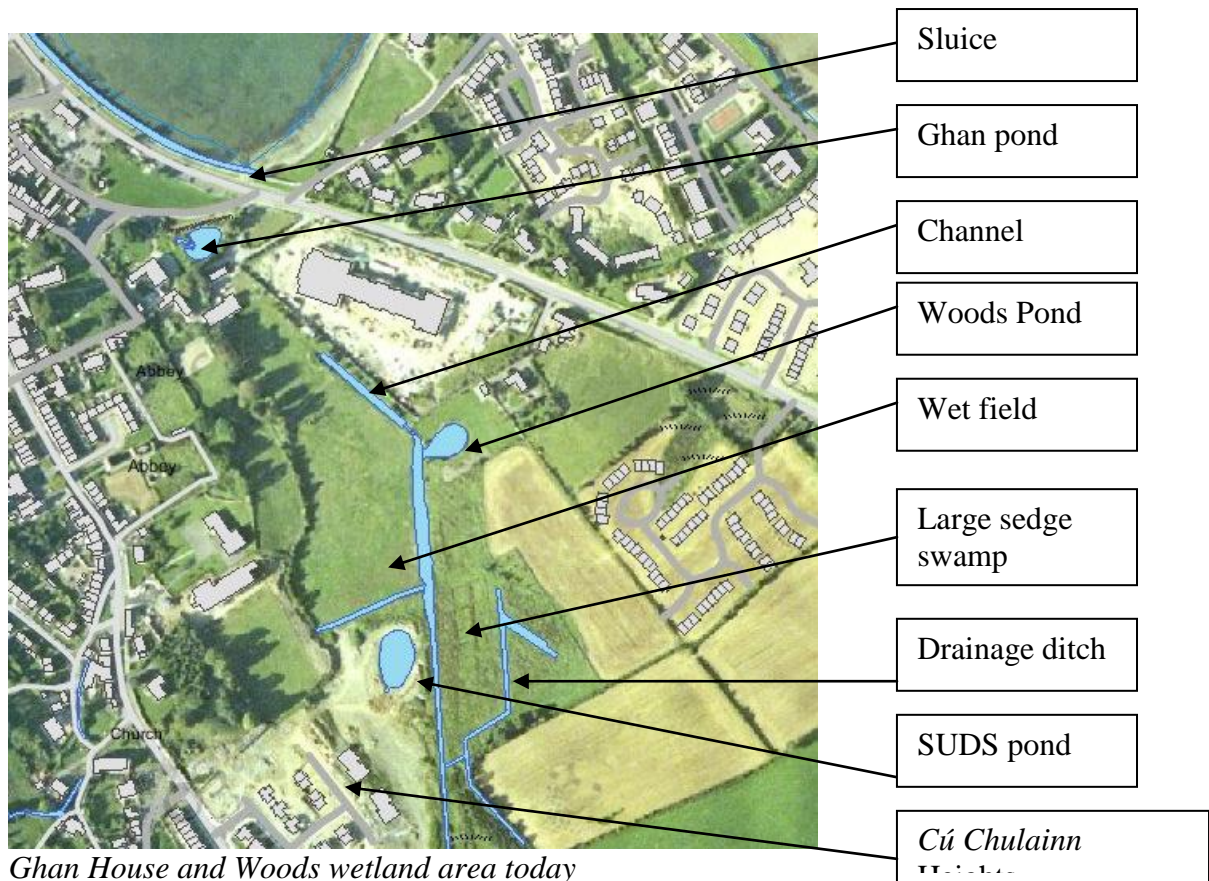 Sluice
Ghan pond
Channel
Woods Pond
Wet field
Large sedge
swamp
Drainage ditch
SUDS pond
Cú Chulainn
Abbey
Abbey
Church
Ghan House and Woods wetland area today